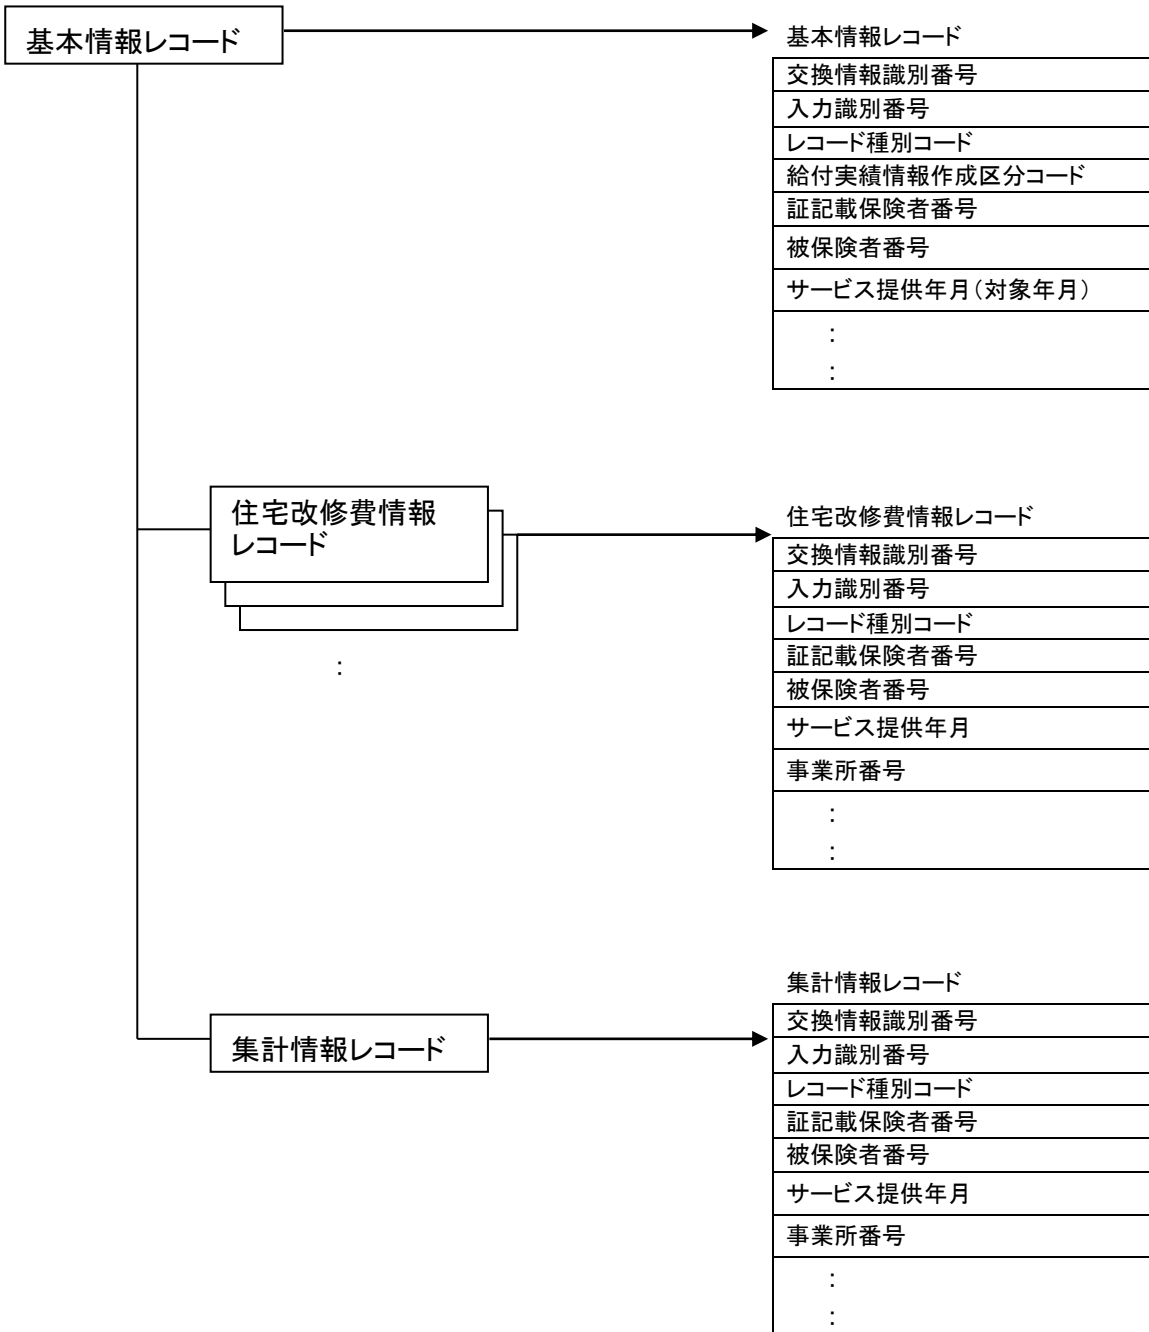 基本情報レコード
基本情報レコード
交換情報識別番号
入力識別番号
レコード種別コード
給付実績情報作成区分コード
証記載保険者番号
被保険者番号
サービス提供年月（対象年月）
：
：
住宅改修費情報
レコード
：
住宅改修費情報レコード
交換情報識別番号
入力識別番号
レコード種別コード
証記載保険者番号
被保険者番号
サービス提供年月
事業所番号
：
：
集計情報レコード
集計情報レコード
交換情報識別番号
入力識別番号
レコード種別コード
証記載保険者番号
被保険者番号
サービス提供年月
事業所番号
：
：